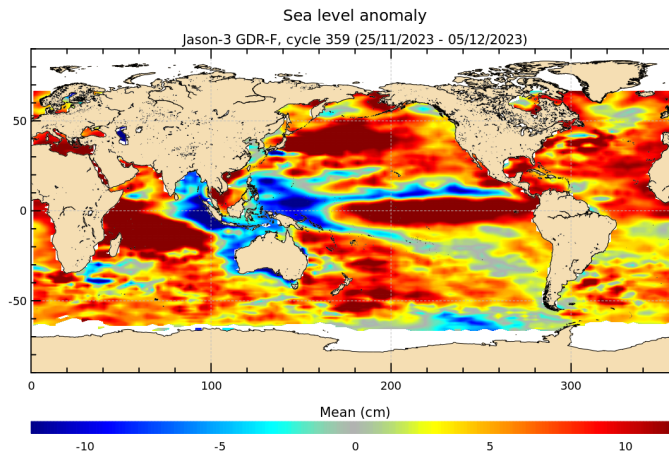 Sea level anomaly
Jason-3 GDR-F, cycle 359 (25/11/2023 - 05/12/2023)
50
0
-50
0 100 200 300
Mean (cm)
-10 -5 0 5 10